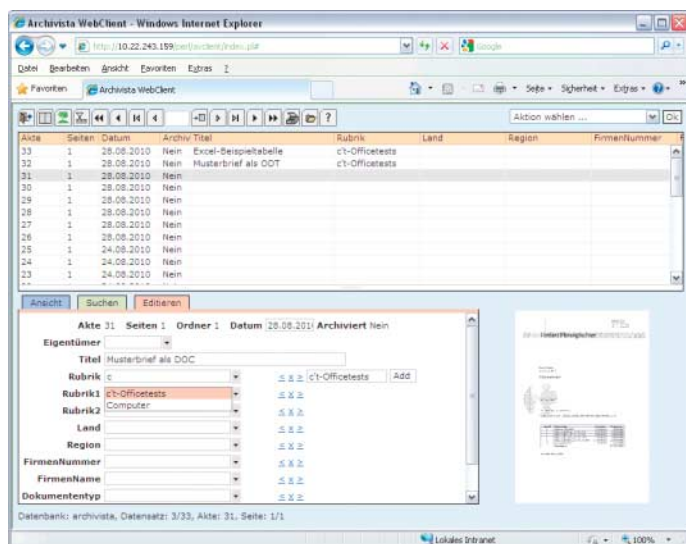 Archivista WebClient - Windows Internet Explorer
http://10.22.243.159/perl/avclient/index.pl#
Google
Datei Bearbeiten Ansicht Favoriten Extras ?
Favoriten Archivista WebClient Seite Sicherheit Extras
Aktion wählen ... Ok
Akte Seiten Datum Archiv Titel Rubrik Land Region FirmenNummer F
33 1 28.08.2010 Nein Excel-Beispieltabelle c't-Officetests
32 1 28.08.2010 Nein Musterbrief als ODT c't-Officetests
31 1 28.08.2010 Nein
30 1 28.08.2010 Nein
29 1 28.08.2010 Nein
28 1 28.08.2010 Nein
27 1 28.08.2010 Nein
26 1 28.08.2010 Nein
25 1 24.08.2010 Nein
24 1 24.08.2010 Nein
23 1 24.08.2010 Nein
Ansicht Suchen Editieren
Akte 31 Seiten 1 Ordner 1 Datum 28.08.201 Archiviert Nein
Eigentümer
Titel Musterbrief als DOC
Rubrik c < x > c't-Officetests Add
Rubrik1 c't-Officetests < x >
Computer
Rubrik2 < x >
Land < x >
Region < x >
FirmenNummer < x >
FirmenName < x >
Dokumententyp < x >
Datenbank: archivista, Datensatz: 3/33, Akte: 31, Seite: 1/1
Lokales Intranet 100%